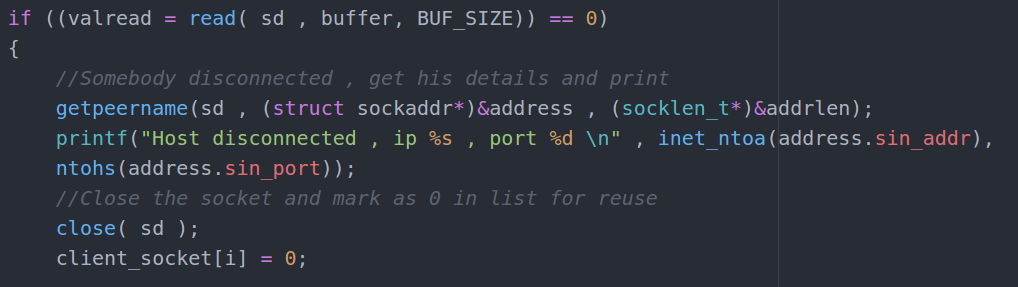 if ((valread = read( sd , buffer, BUF_SIZE)) == 0)
{
    //Somebody disconnected , get his details and print
    getpeername(sd , (struct sockaddr*)&address , (socklen_t*)&addrlen);
    printf("Host disconnected , ip %s , port %d \n" , inet_ntoa(address.sin_addr),
    ntohs(address.sin_port));
    //Close the socket and mark as 0 in list for reuse
    close( sd );
    client_socket[i] = 0;